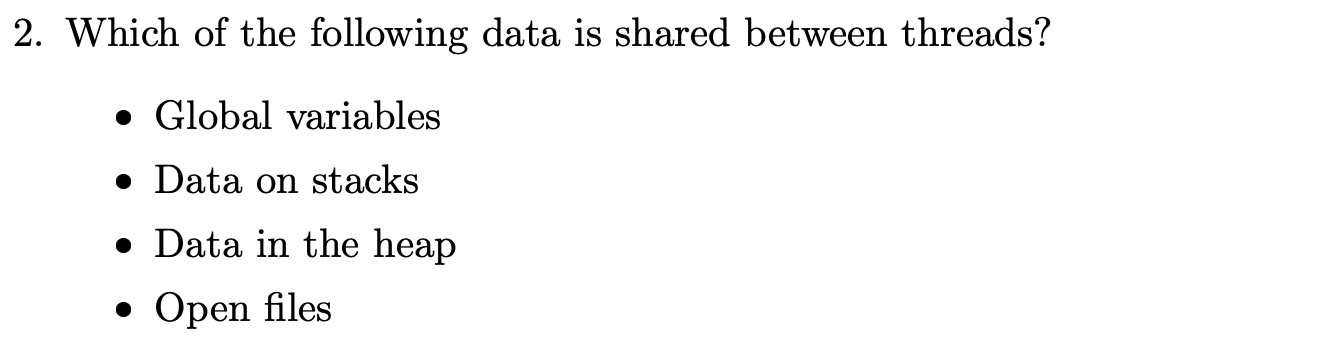 2. Which of the following data is shared between threads?
• Global variables
• Data on stacks
• Data in the heap
• Open files